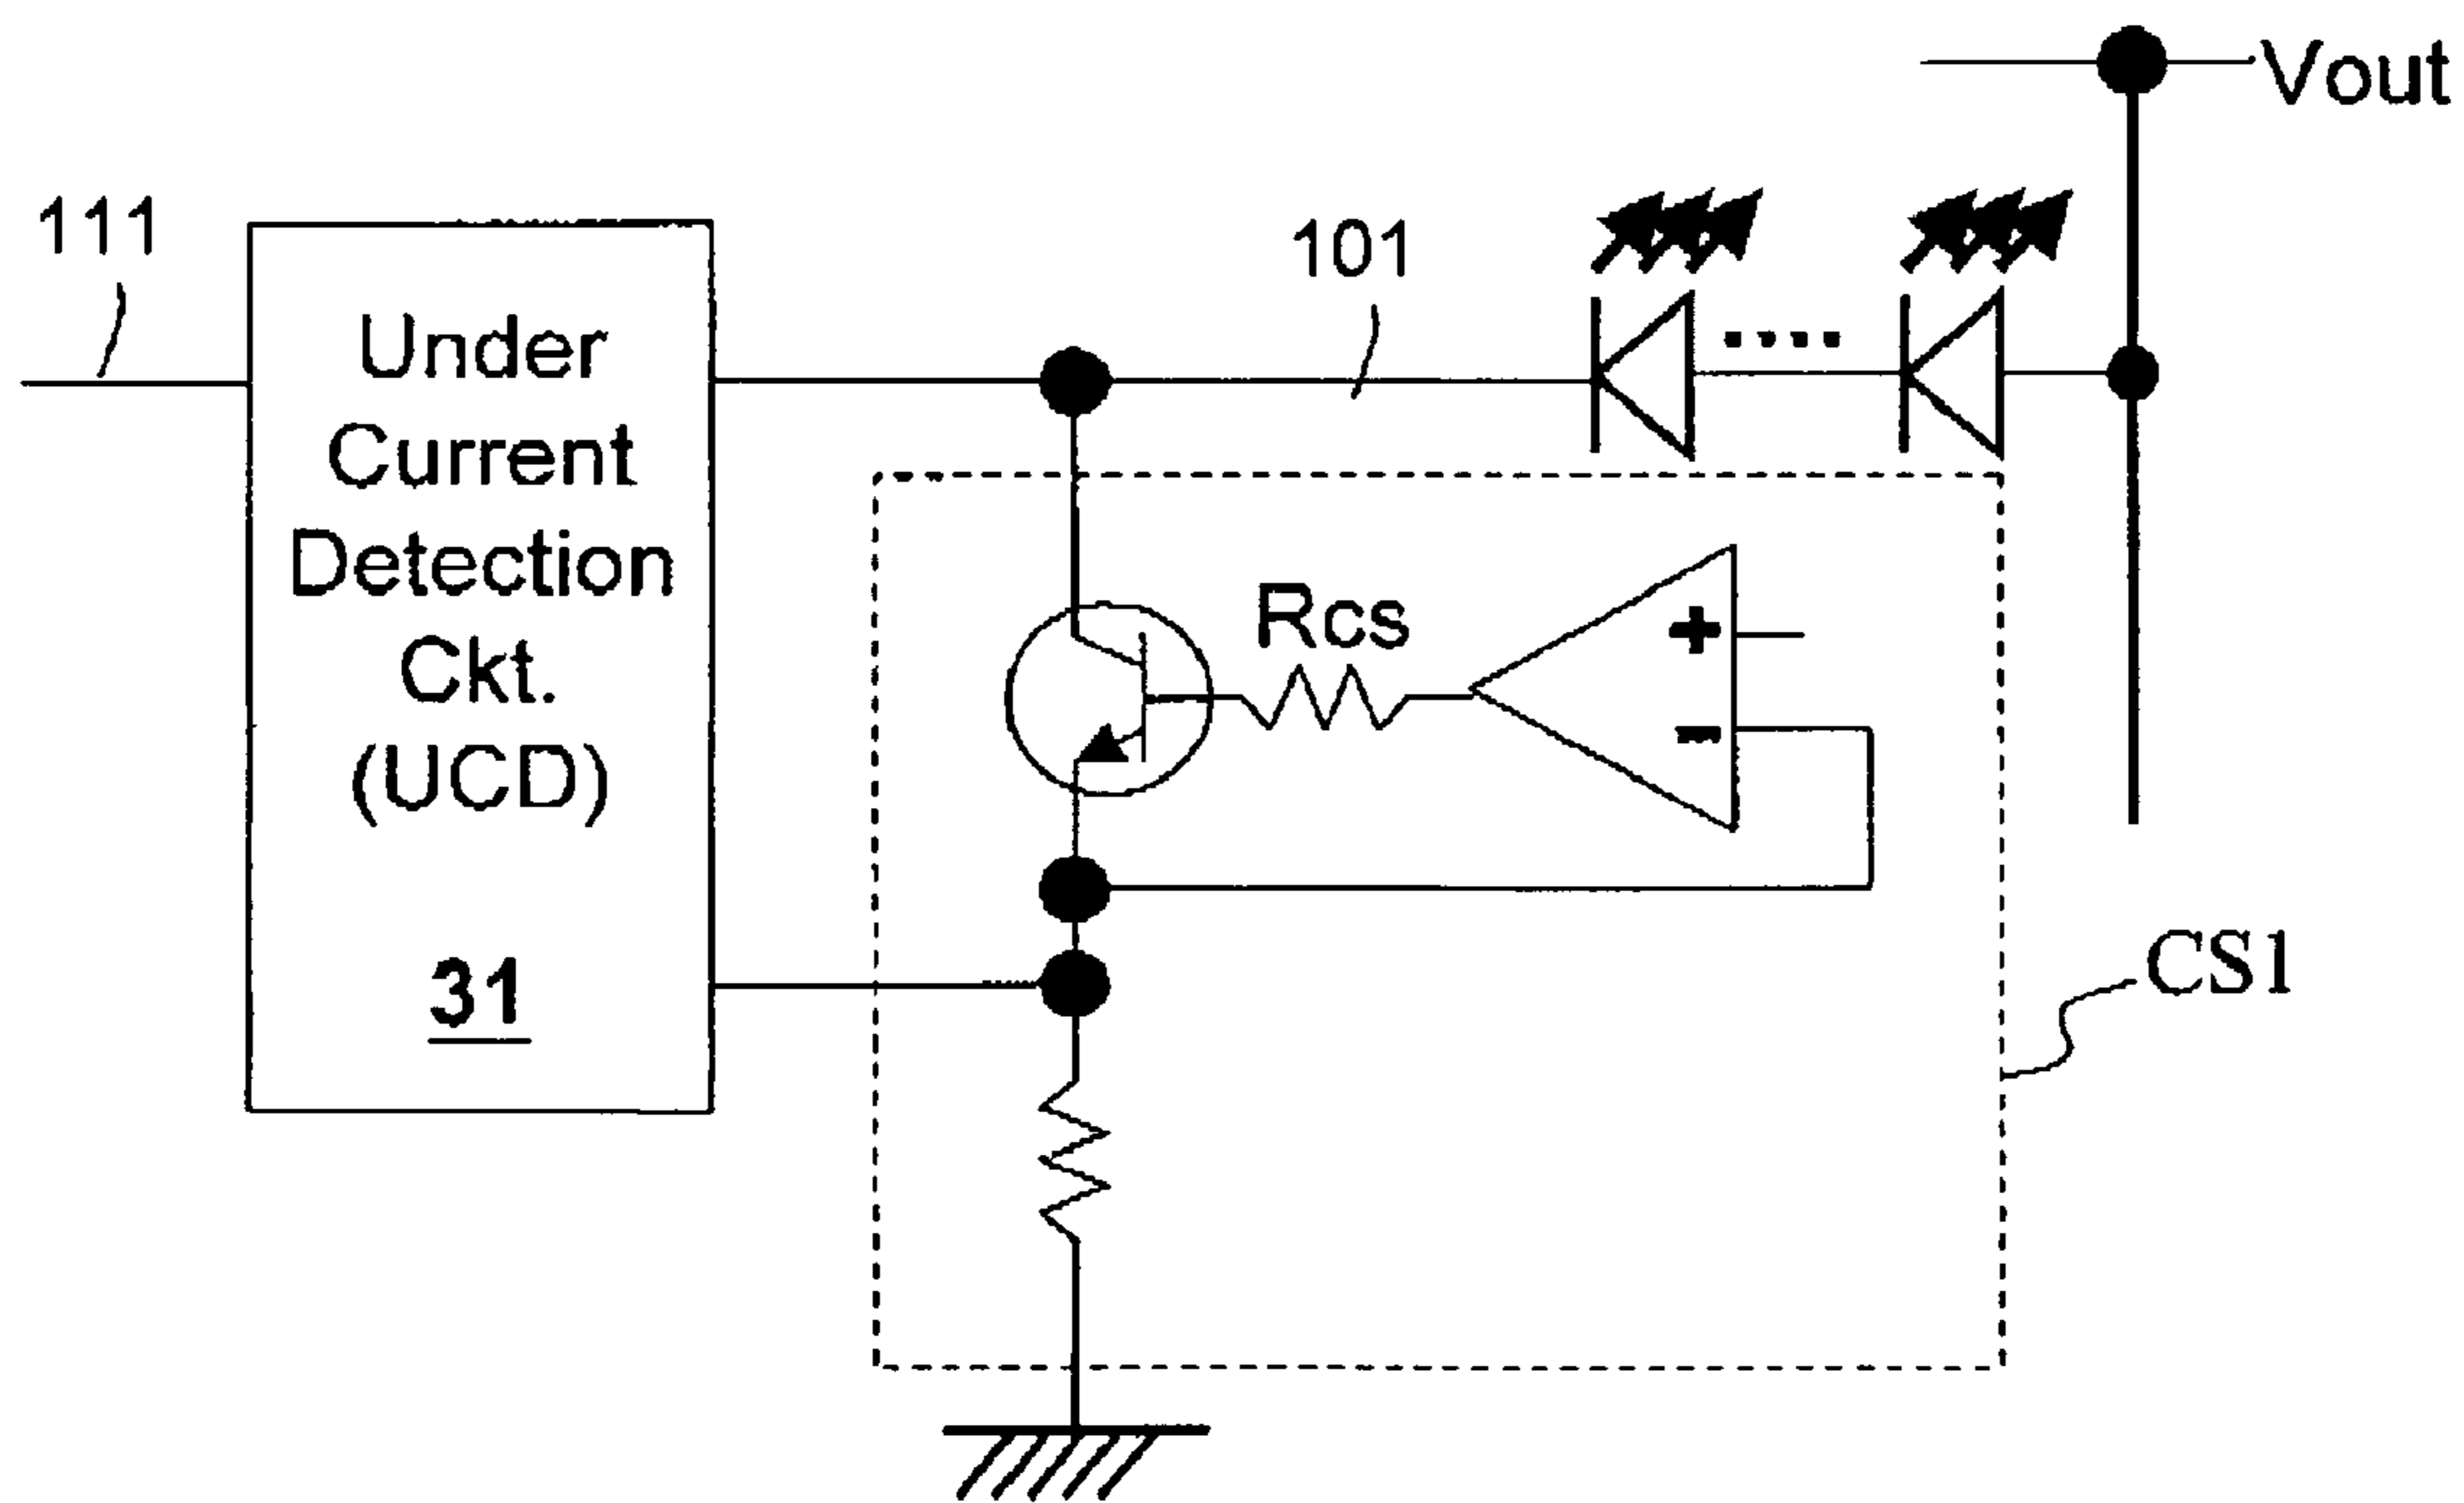 Vout
111
101
Under
Current
Detection
Ckt.
(UCD)
31
Rcs
+
-
CS1